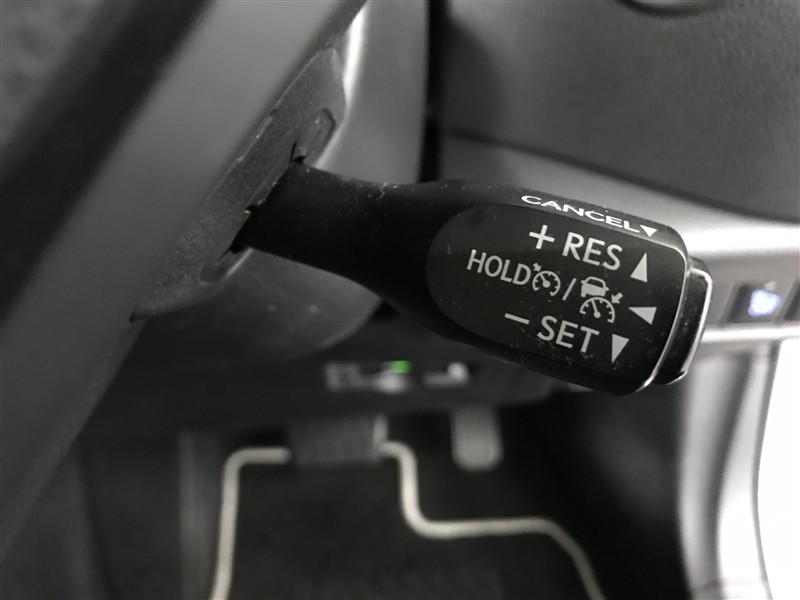 CANCEL▼
+ RES ▲
HOLD / ◀
− SET ▼